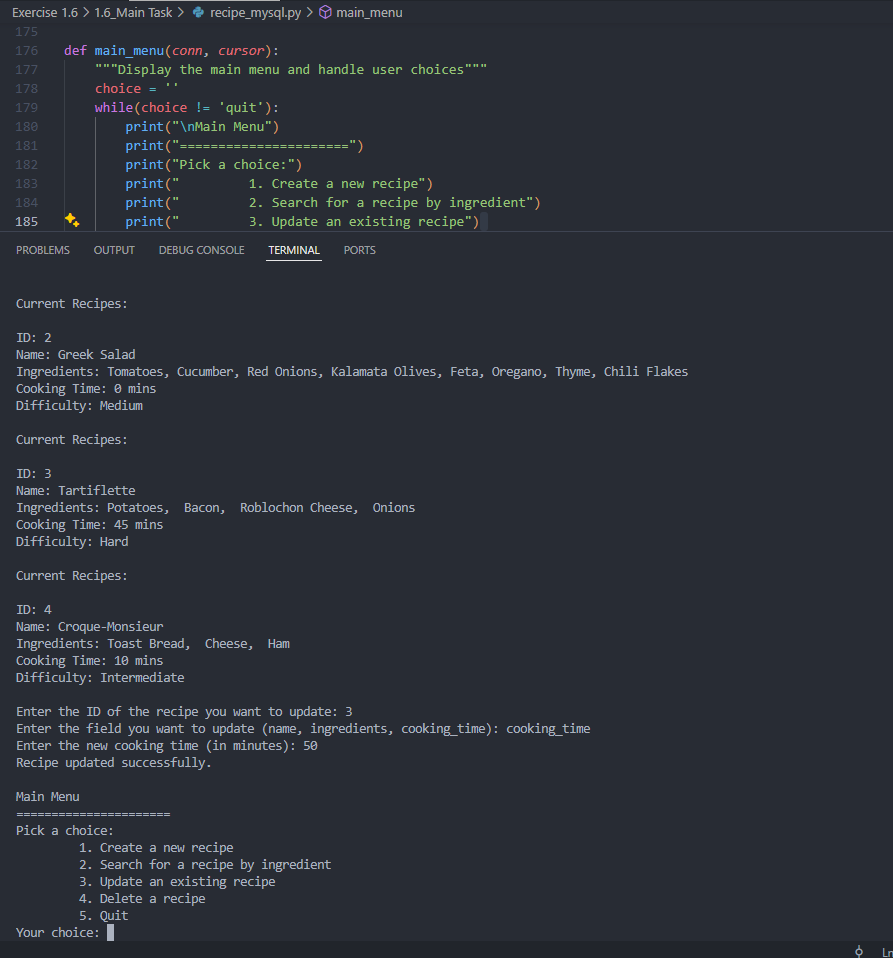 Exercise 1.6 > 1.6_Main Task > recipe_mysql.py > main_menu
175
176 def main_menu(conn, cursor):
177     """Display the main menu and handle user choices"""
178     choice = ''
179     while(choice != 'quit'):
180         print("\nMain Menu")
181         print("======================")
182         print("Pick a choice:")
183         print("         1. Create a new recipe")
184         print("         2. Search for a recipe by ingredient")
185         print("         3. Update an existing recipe")
PROBLEMS OUTPUT DEBUG CONSOLE TERMINAL PORTS
Current Recipes:
ID: 2
Name: Greek Salad
Ingredients: Tomatoes, Cucumber, Red Onions, Kalamata Olives, Feta, Oregano, Thyme, Chili Flakes
Cooking Time: 0 mins
Difficulty: Medium
Current Recipes:
ID: 3
Name: Tartiflette
Ingredients: Potatoes,  Bacon,  Roblochon Cheese,  Onions
Cooking Time: 45 mins
Difficulty: Hard
Current Recipes:
ID: 4
Name: Croque-Monsieur
Ingredients: Toast Bread,  Cheese,  Ham
Cooking Time: 10 mins
Difficulty: Intermediate
Enter the ID of the recipe you want to update: 3
Enter the field you want to update (name, ingredients, cooking_time): cooking_time
Enter the new cooking time (in minutes): 50
Recipe updated successfully.
Main Menu
======================
Pick a choice:
         1. Create a new recipe
         2. Search for a recipe by ingredient
         3. Update an existing recipe
         4. Delete a recipe
         5. Quit
Your choice: